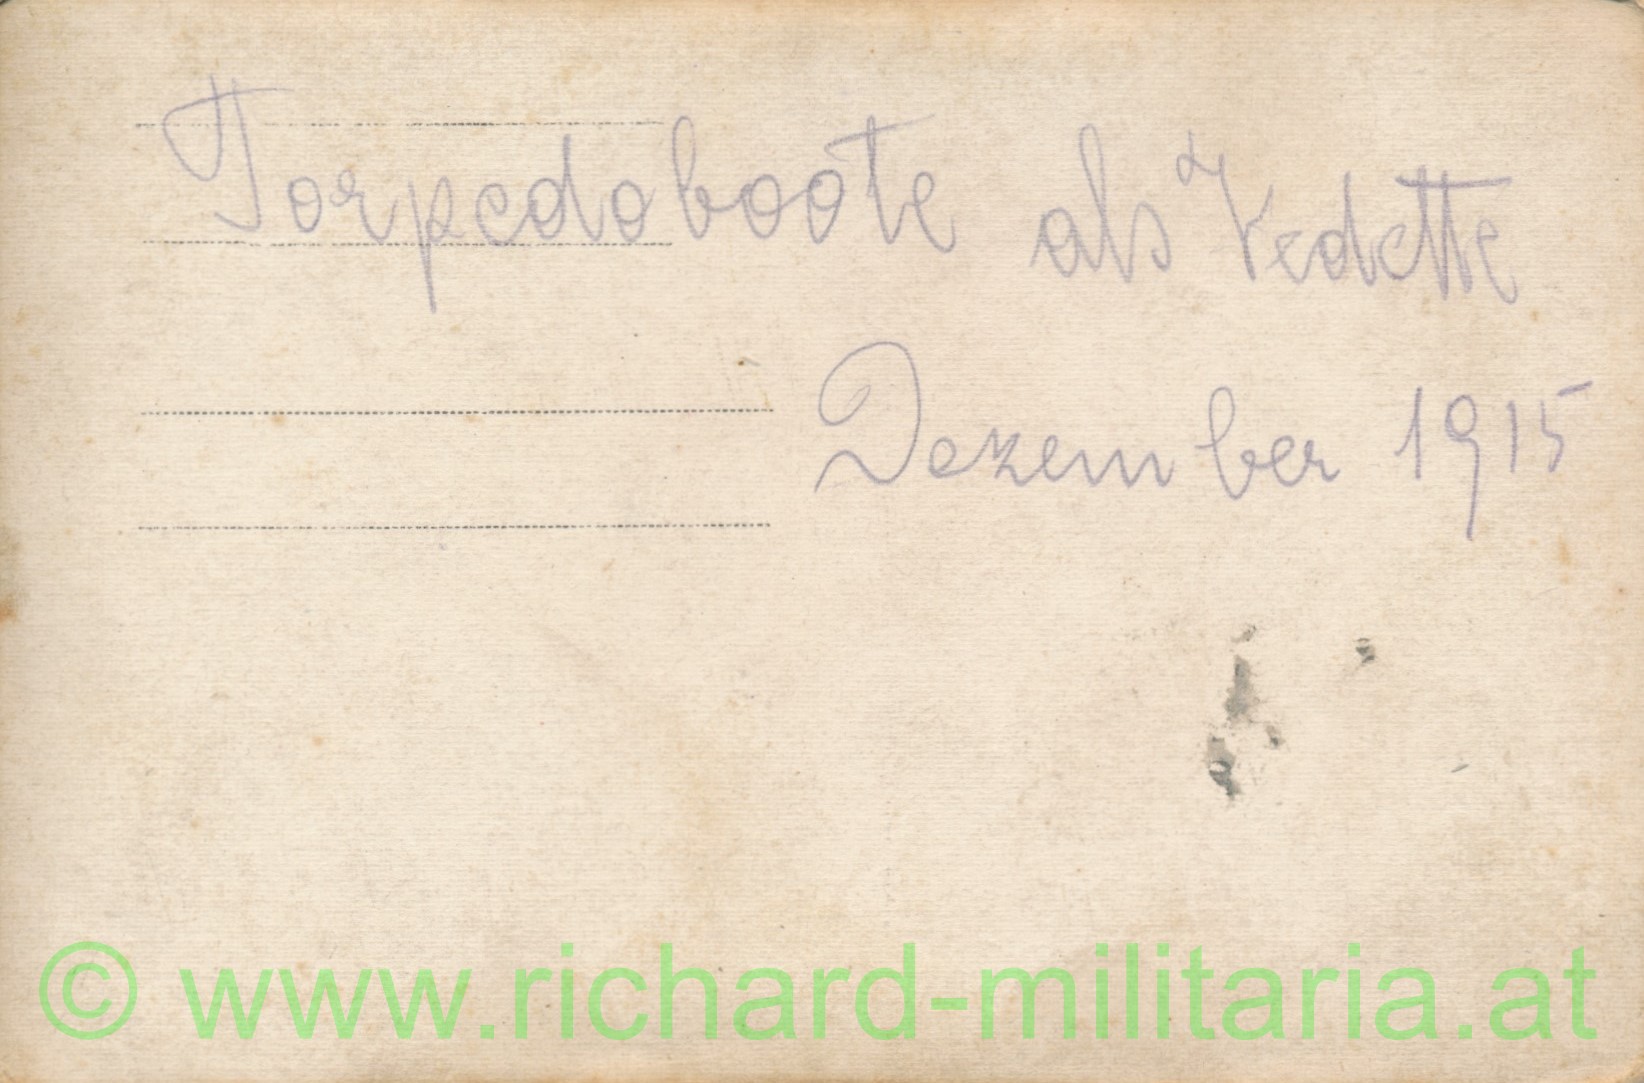 Torpedoboote als Vedette
Dezember 1915
© www.richard-militaria.at